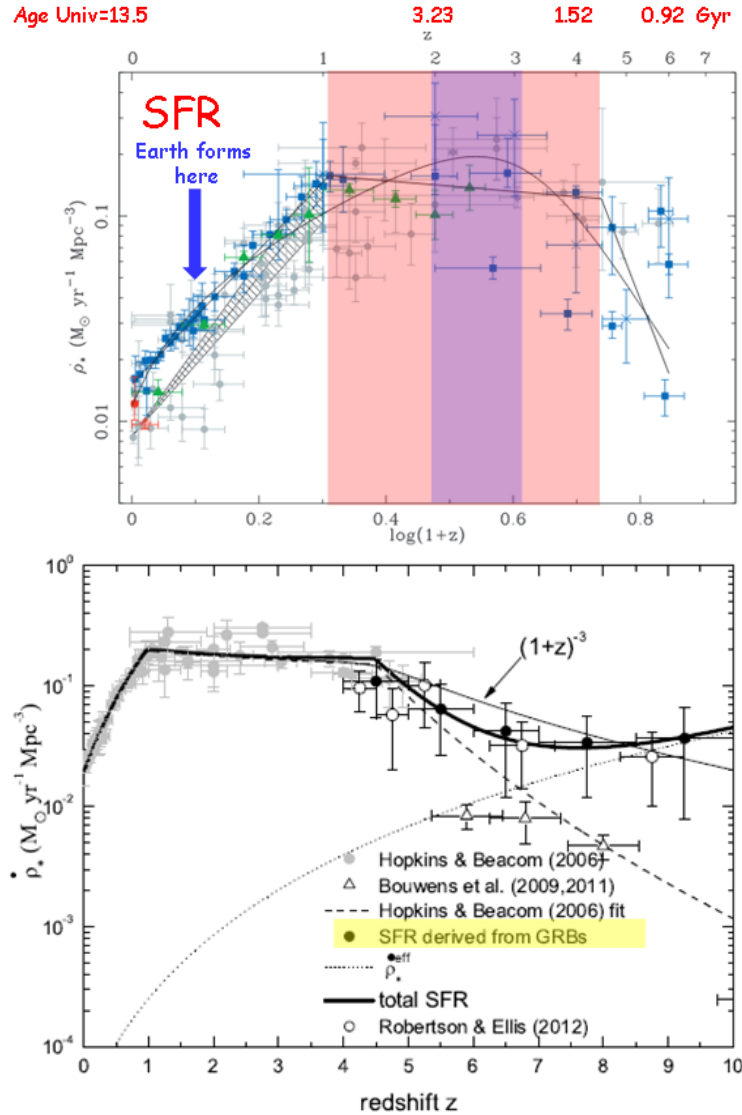 Age Univ=13.5 3.23 1.52 0.92 Gyr
z
0 1 2 3 4 5 6 7
SFR
Earth forms
here
0.1
0.01
ρ̇* (M⊙ yr⁻¹ Mpc⁻³)
0 0.2 0.4 0.6 0.8
log(1+z)
10⁰
10⁻¹
10⁻²
10⁻³
10⁻⁴
ρ̇* (M⊙ yr⁻¹ Mpc⁻³)
(1+z)⁻³
Hopkins & Beacom (2006)
Bouwens et al. (2009,2011)
Hopkins & Beacom (2006) fit
SFR derived from GRBs
ρ̇*eff
total SFR
Robertson & Ellis (2012)
0 1 2 3 4 5 6 7 8 9 10
redshift z